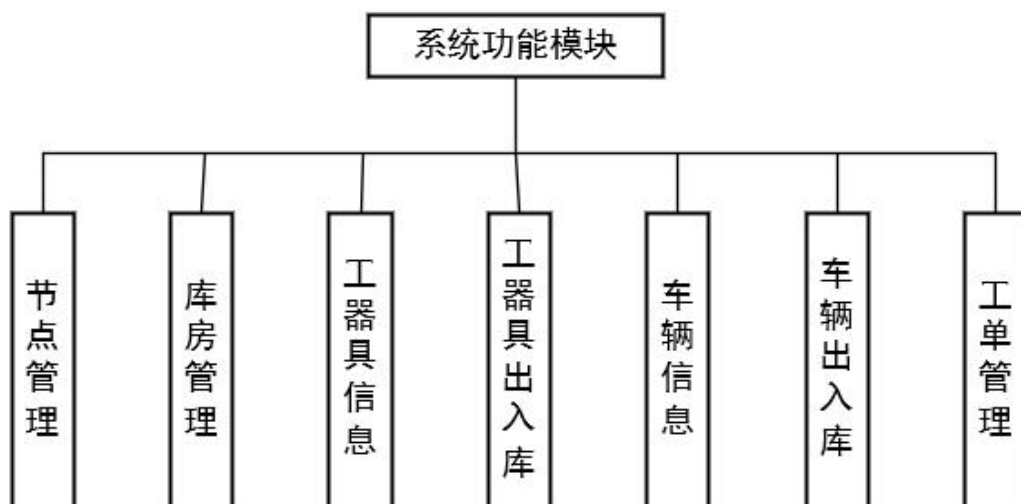 系统功能模块
节点管理
库房管理
工器具信息
工器具出入库
车辆信息
车辆出入库
工单管理